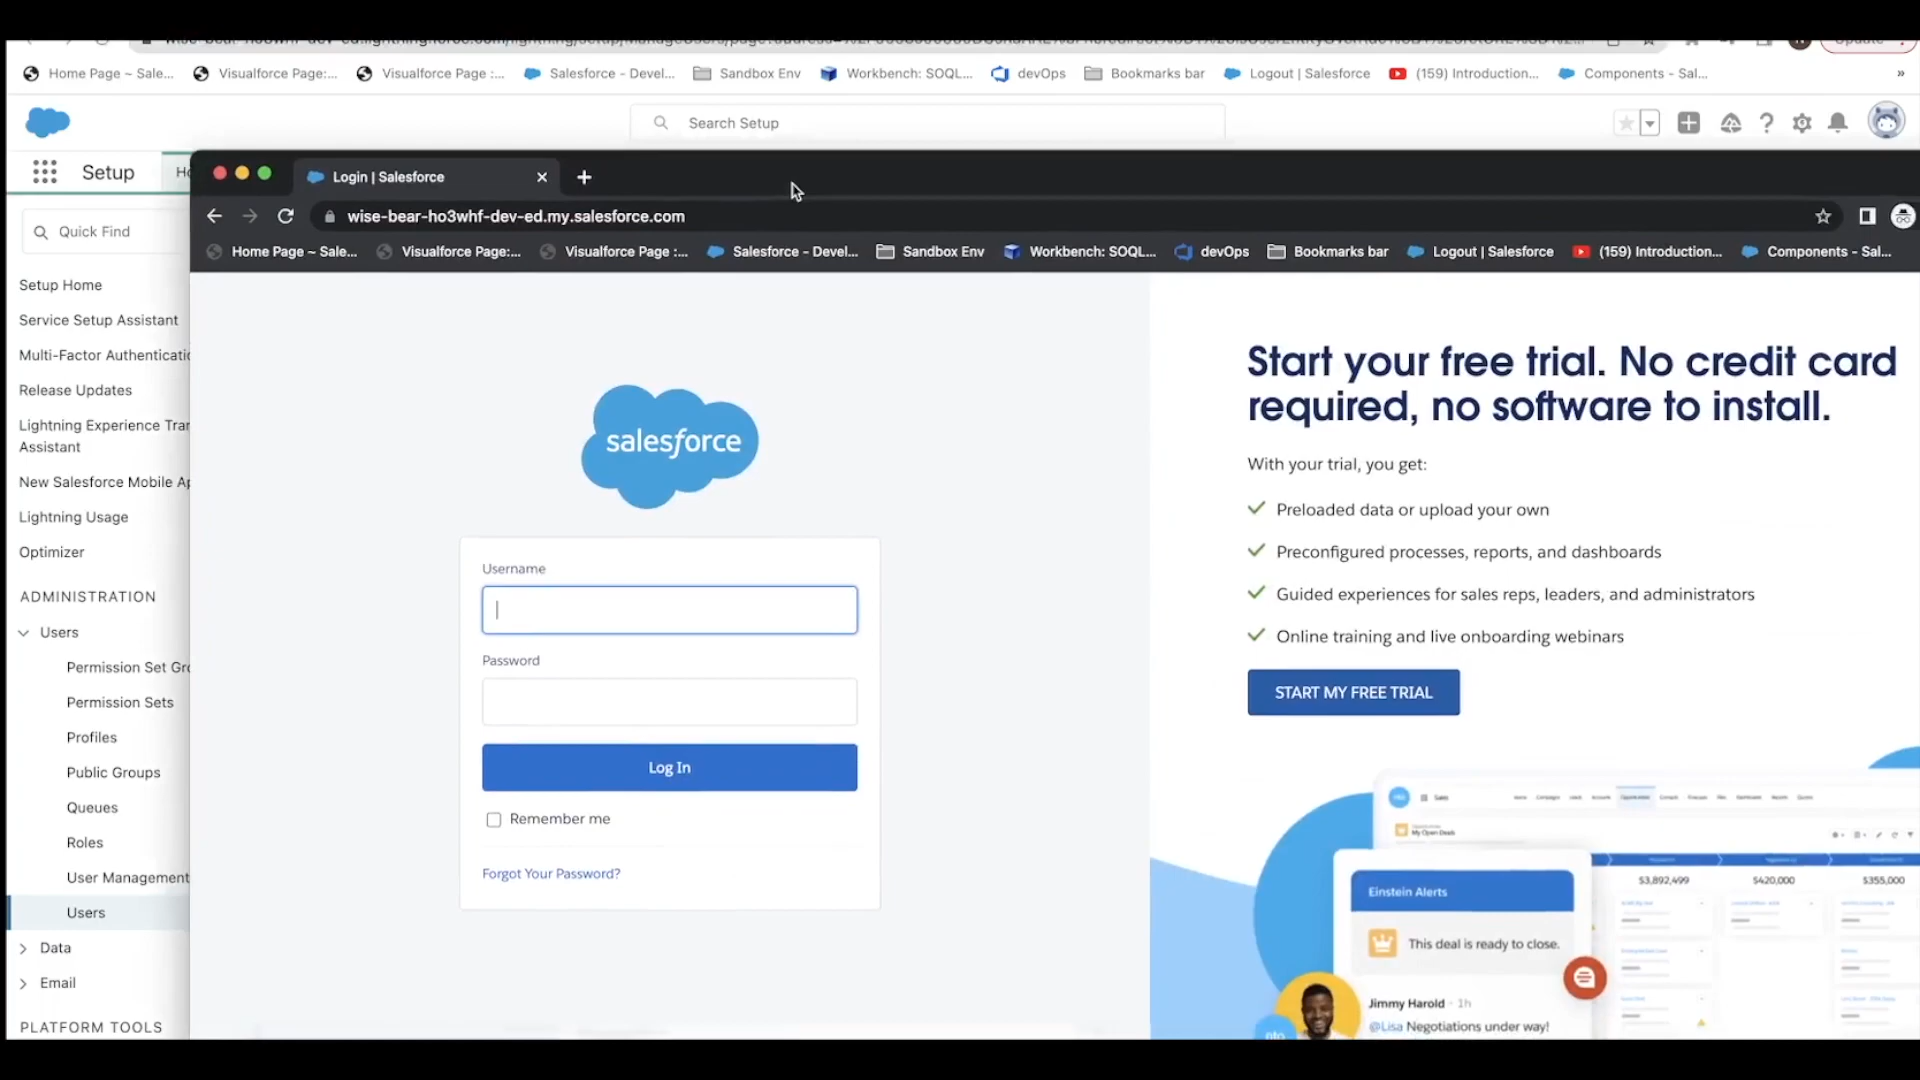 Home Page ~ Sale...
Visualforce Page:...
Visualforce Page :...
Salesforce - Devel...
Sandbox Env
Workbench: SOQL...
devOps
Bookmarks bar
Logout | Salesforce
(159) Introduction...
Components - Sal...
»
Search Setup
Setup
Login | Salesforce
wise-bear-ho3whf-dev-ed.my.salesforce.com
Home Page ~ Sale...
Visualforce Page:...
Visualforce Page :...
Salesforce - Devel...
Sandbox Env
Workbench: SOQL...
devOps
Bookmarks bar
Logout | Salesforce
(159) Introduction...
Components - Sal...
Quick Find
Setup Home
Service Setup Assistant
Multi-Factor Authenticatio
Release Updates
Lightning Experience Tran
Assistant
New Salesforce Mobile Ap
Lightning Usage
Optimizer
ADMINISTRATION
Users
Permission Set Gro
Permission Sets
Profiles
Public Groups
Queues
Roles
User Management
Users
Data
Email
PLATFORM TOOLS
salesforce
Username
Password
Log In
Remember me
Forgot Your Password?
Start your free trial. No credit card
required, no software to install.
With your trial, you get:
Preloaded data or upload your own
Preconfigured processes, reports, and dashboards
Guided experiences for sales reps, leaders, and administrators
Online training and live onboarding webinars
START MY FREE TRIAL
Sales
My Open Deals
$3,892,499
$420,000
$355,000
Einstein Alerts
This deal is ready to close.
Jimmy Harold · 1h
@Lisa Negotiations under way!